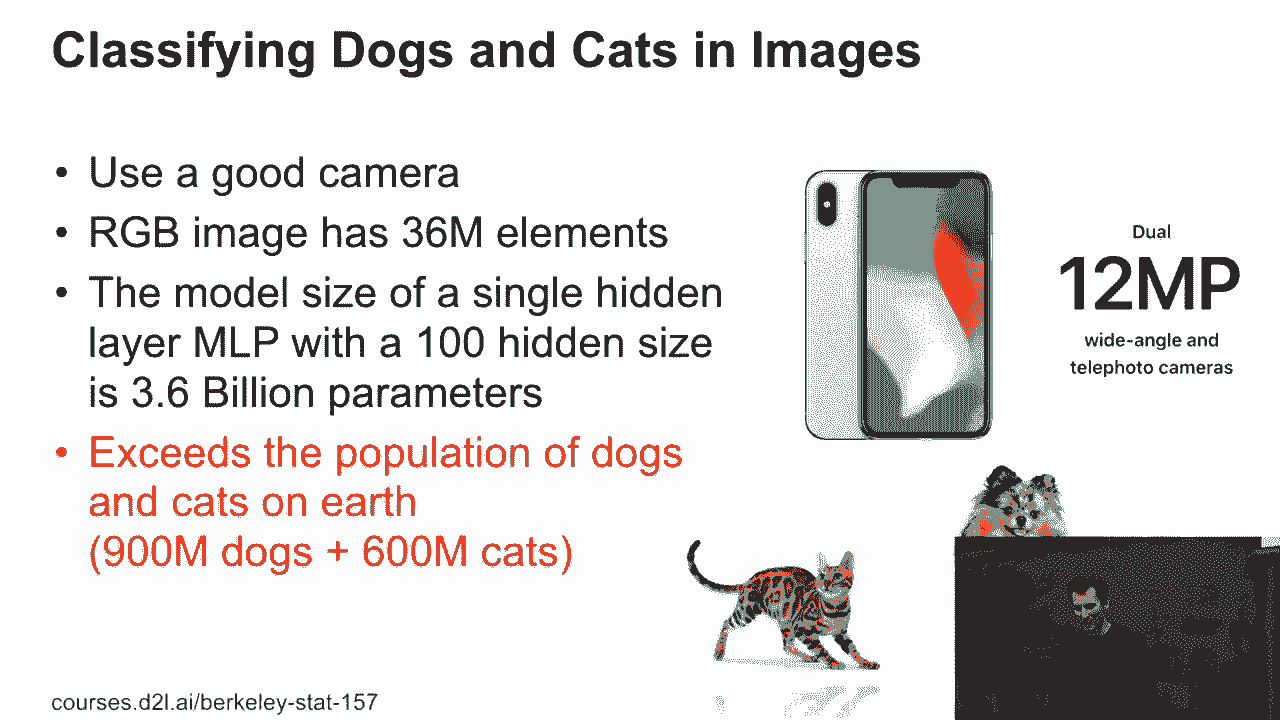 Classifying Dogs and Cats in Images
• Use a good camera
• RGB image has 36M elements
• The model size of a single hidden
layer MLP with a 100 hidden size
is 3.6 Billion parameters
• Exceeds the population of dogs
and cats on earth
(900M dogs + 600M cats)
Dual
12MP
wide-angle and
telephoto cameras
courses.d2l.ai/berkeley-stat-157